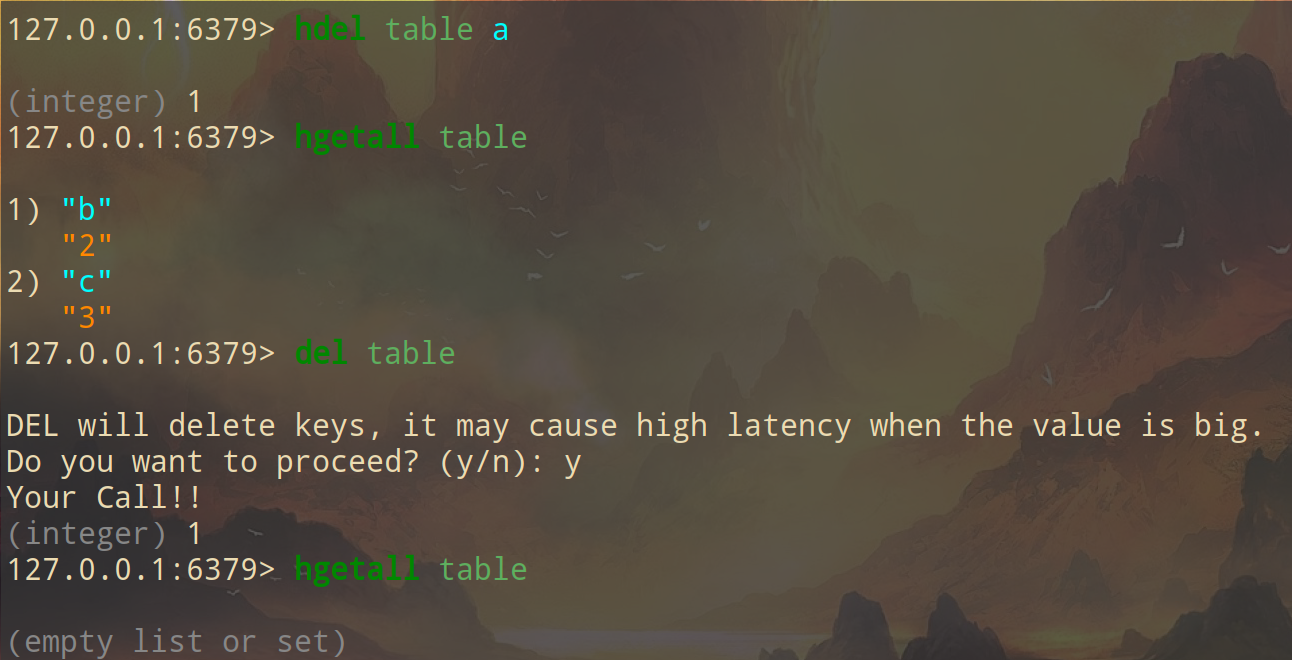 127.0.0.1:6379> hdel table a
(integer) 1
127.0.0.1:6379> hgetall table
1) "b"
   "2"
2) "c"
   "3"
127.0.0.1:6379> del table
DEL will delete keys, it may cause high latency when the value is big.
Do you want to proceed? (y/n): y
Your Call!!
(integer) 1
127.0.0.1:6379> hgetall table
(empty list or set)